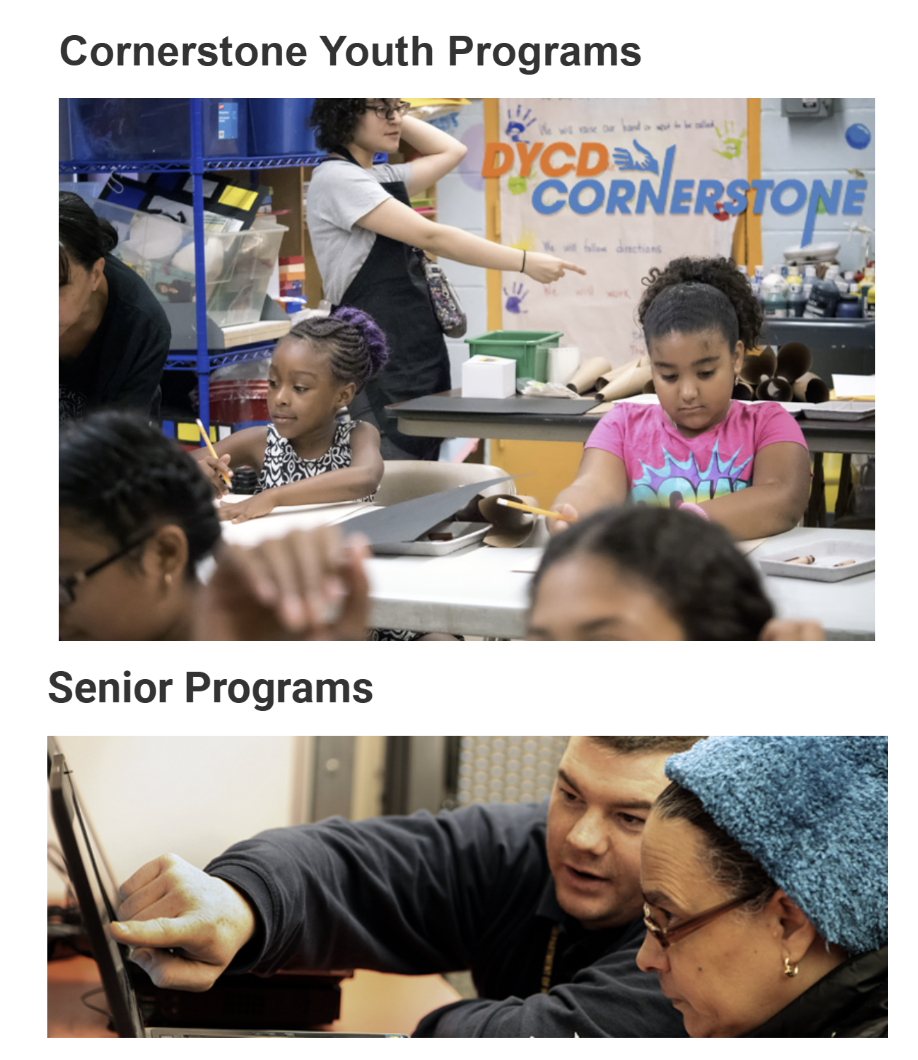 Cornerstone Youth Programs
We will raise our hand or wait to be called
DYCD
CORNERSTONE
We will follow directions.
We will work
Senior Programs